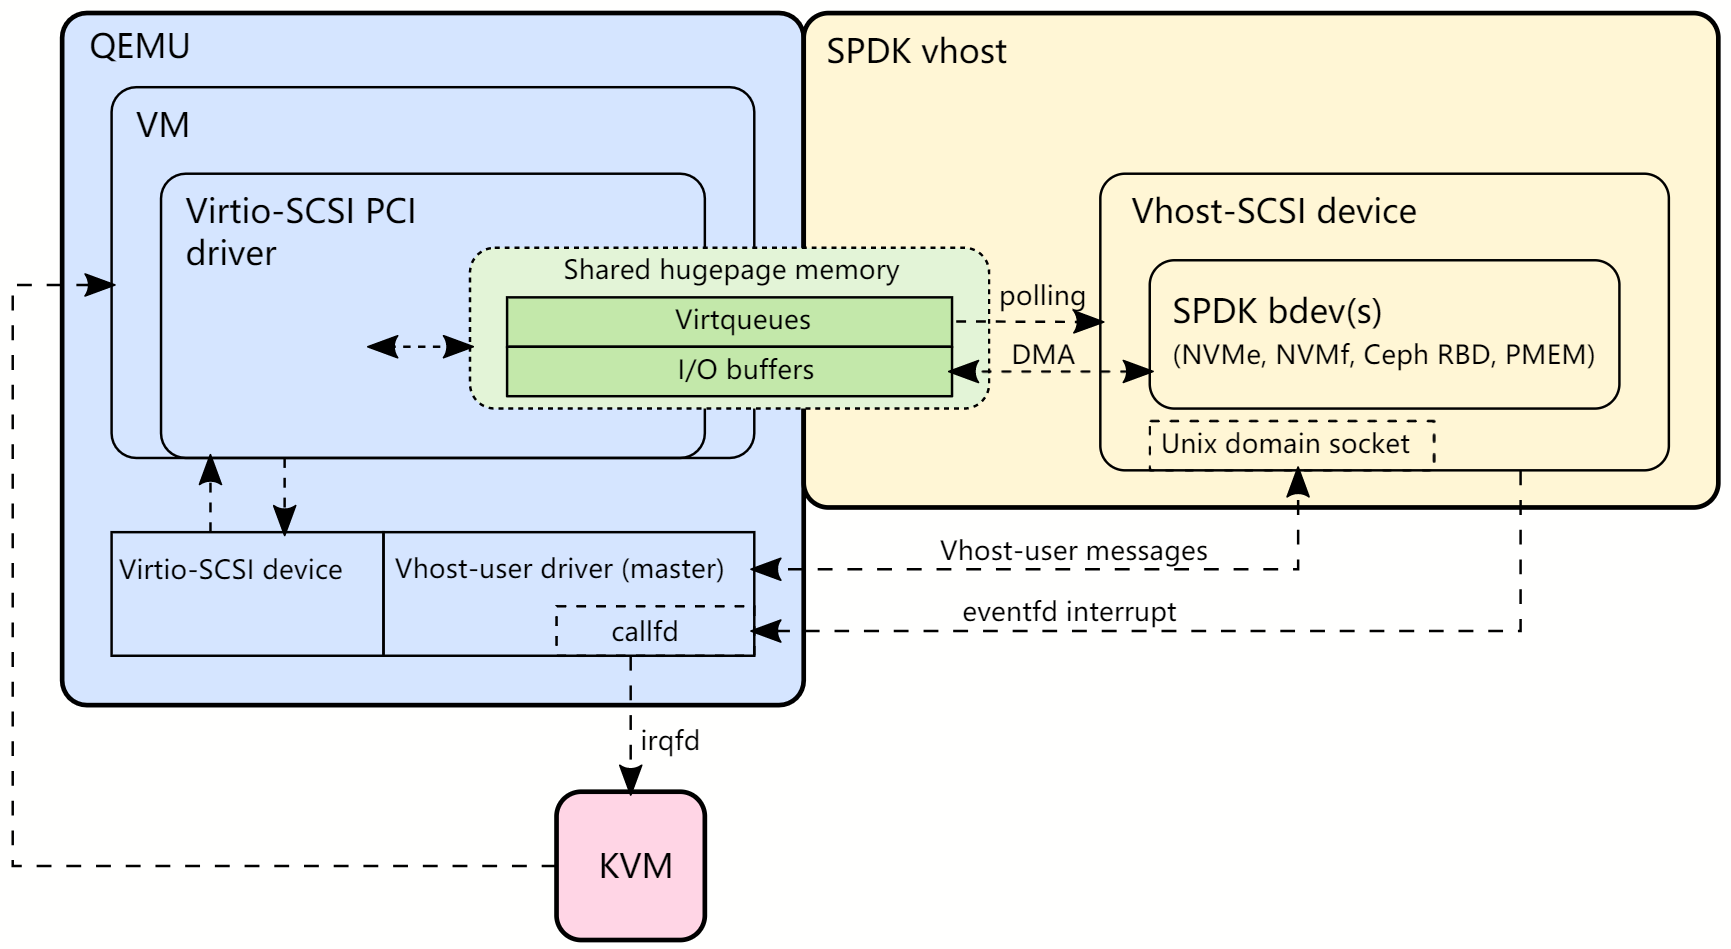 QEMU
SPDK vhost
VM
Virtio-SCSI PCI
driver
Vhost-SCSI device
Shared hugepage memory
Virtqueues
I/O buffers
polling
DMA
SPDK bdev(s)
(NVMe, NVMf, Ceph RBD, PMEM)
Unix domain socket
Virtio-SCSI device
Vhost-user driver (master)
callfd
Vhost-user messages
eventfd interrupt
irqfd
KVM